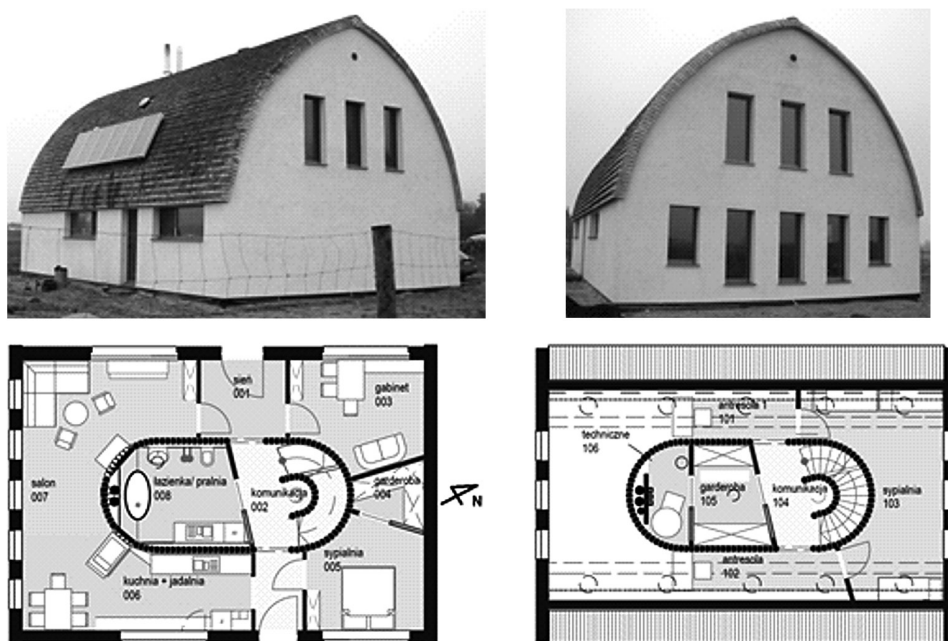 sień
001
gabinet
003
salon
007
łazienka/ pralnia
008
komunikacja
002
garderoba
004
N
sypialnia
005
kuchnia + jadalnia
006
antresola 1
101
techniczne
106
garderoba
105
komunikacja
104
sypialnia
103
antresola
102